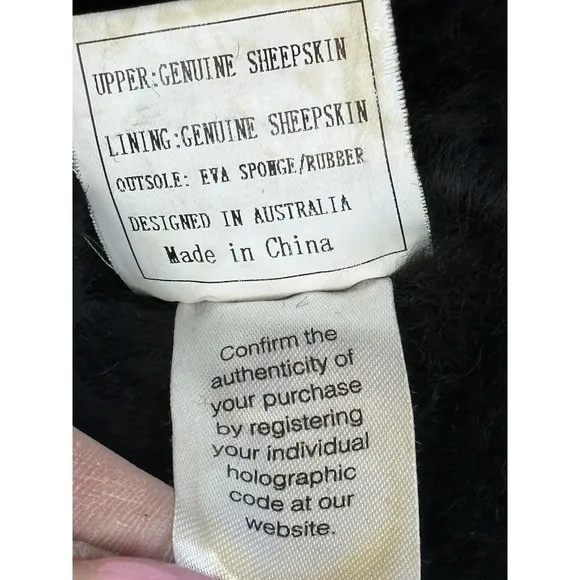 UPPER:GENUINE SHEEPSKIN
LINING:GENUINE SHEEPSKIN
OUTSOLE: EVA SPONGE/RUBBER
DESIGNED IN AUSTRALIA
Made in China
Confirm the
authenticity of
your purchase
by registering
your individual
holographic
code at our
website.